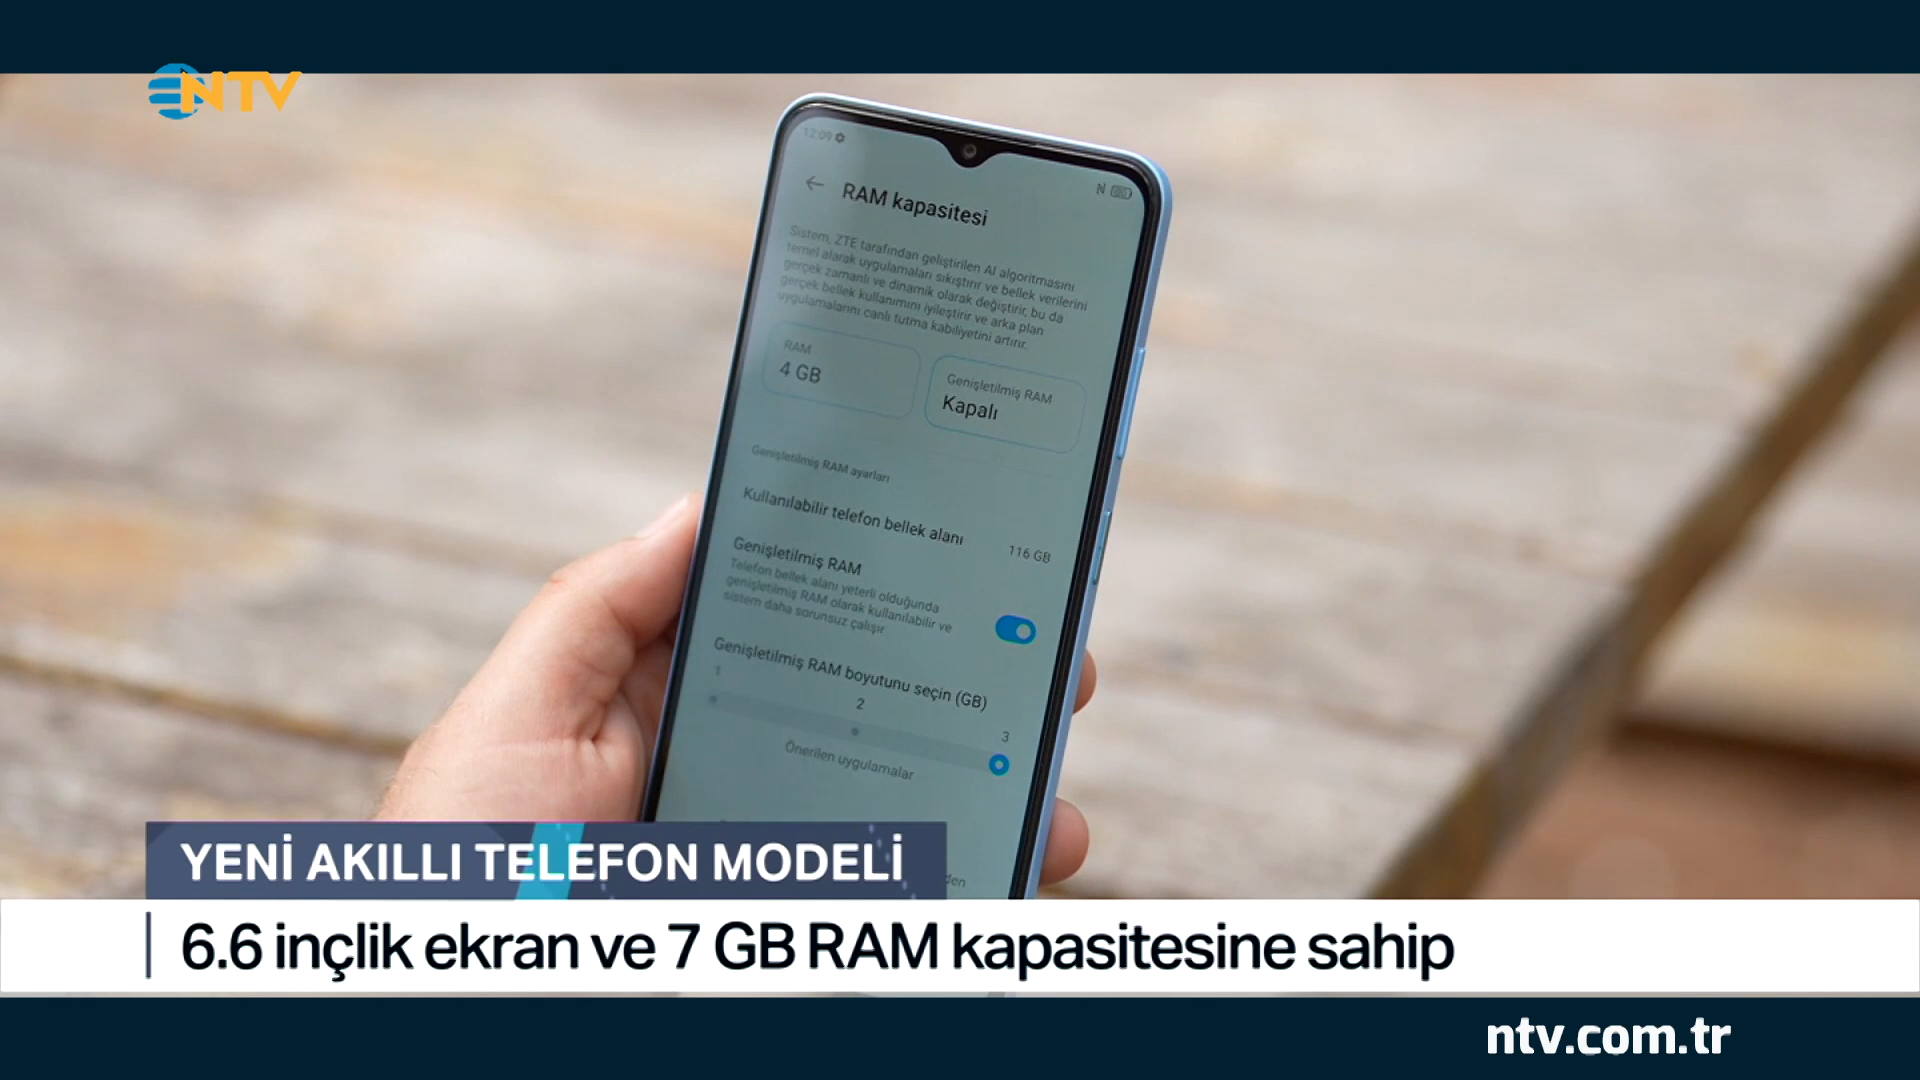 NTV
12:09
RAM kapasitesi
Sistem, ZTE tarafından geliştirilen AI algoritmasını
temel alarak uygulamaları sıkıştırır ve bellek verilerini
gerçek zamanlı ve dinamik olarak değiştirir, bu da
gerçek bellek kullanımını iyileştirir ve arka plan
uygulamalarını canlı tutma kabiliyetini artırır.
RAM
4 GB
Genişletilmiş RAM
Kapalı
Genişletilmiş RAM ayarları
Kullanılabilir telefon bellek alanı
116 GB
Genişletilmiş RAM
Telefon bellek alanı yeterli olduğunda
genişletilmiş RAM olarak kullanılabilir ve
sistem daha sorunsuz çalışır
Genişletilmiş RAM boyutunu seçin (GB)
1
2
3
Önerilen uygulamalar
YENİ AKILLI TELEFON MODELİ
6.6 inçlik ekran ve 7 GB RAM kapasitesine sahip
ntv.com.tr